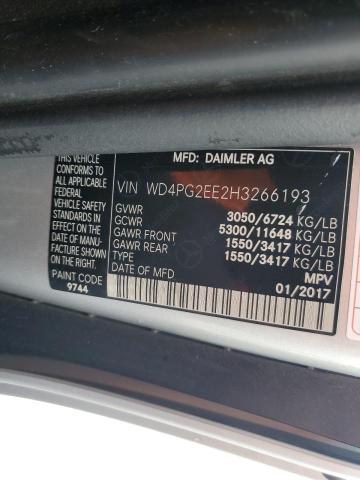 MFD: DAIMLER AG
THIS VEHICLE
CONFORMS TO
ALL APPLICABLE
FEDERAL
VEHICLE SAFETY
STANDARDS
IN EFFECT ON THE
DATE OF
MANUFACTURE
SHOWN
ON THE RIGHT.
PAINT CODE
9744
VIN WD4PG2EE2H3266193
GVWR 3050/6724 KG/LB
GCWR 5300/11648 KG/LB
GAWR FRONT 1550/3417 KG/LB
GAWR REAR 1550/3417 KG/LB
TYPE MPV
DATE OF MFD 01/2017